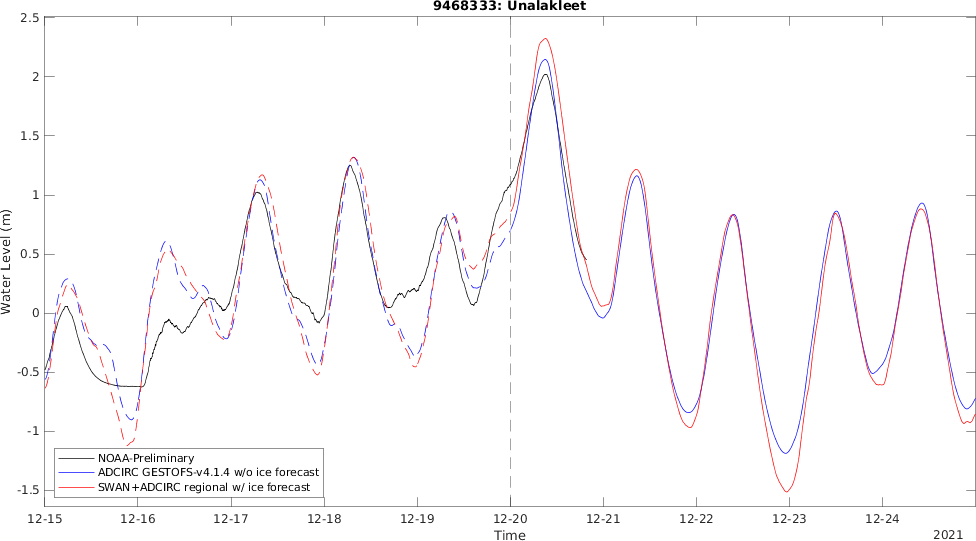 9468333: Unalakleet
2.5
2
1.5
1
0.5
0
-0.5
-1
-1.5
Water Level (m)
NOAA-Preliminary
ADCIRC GESTOFS-v4.1.4 w/o ice forecast
SWAN+ADCIRC regional w/ ice forecast
12-15 12-16 12-17 12-18 12-19 12-20 12-21 12-22 12-23 12-24
Time
2021